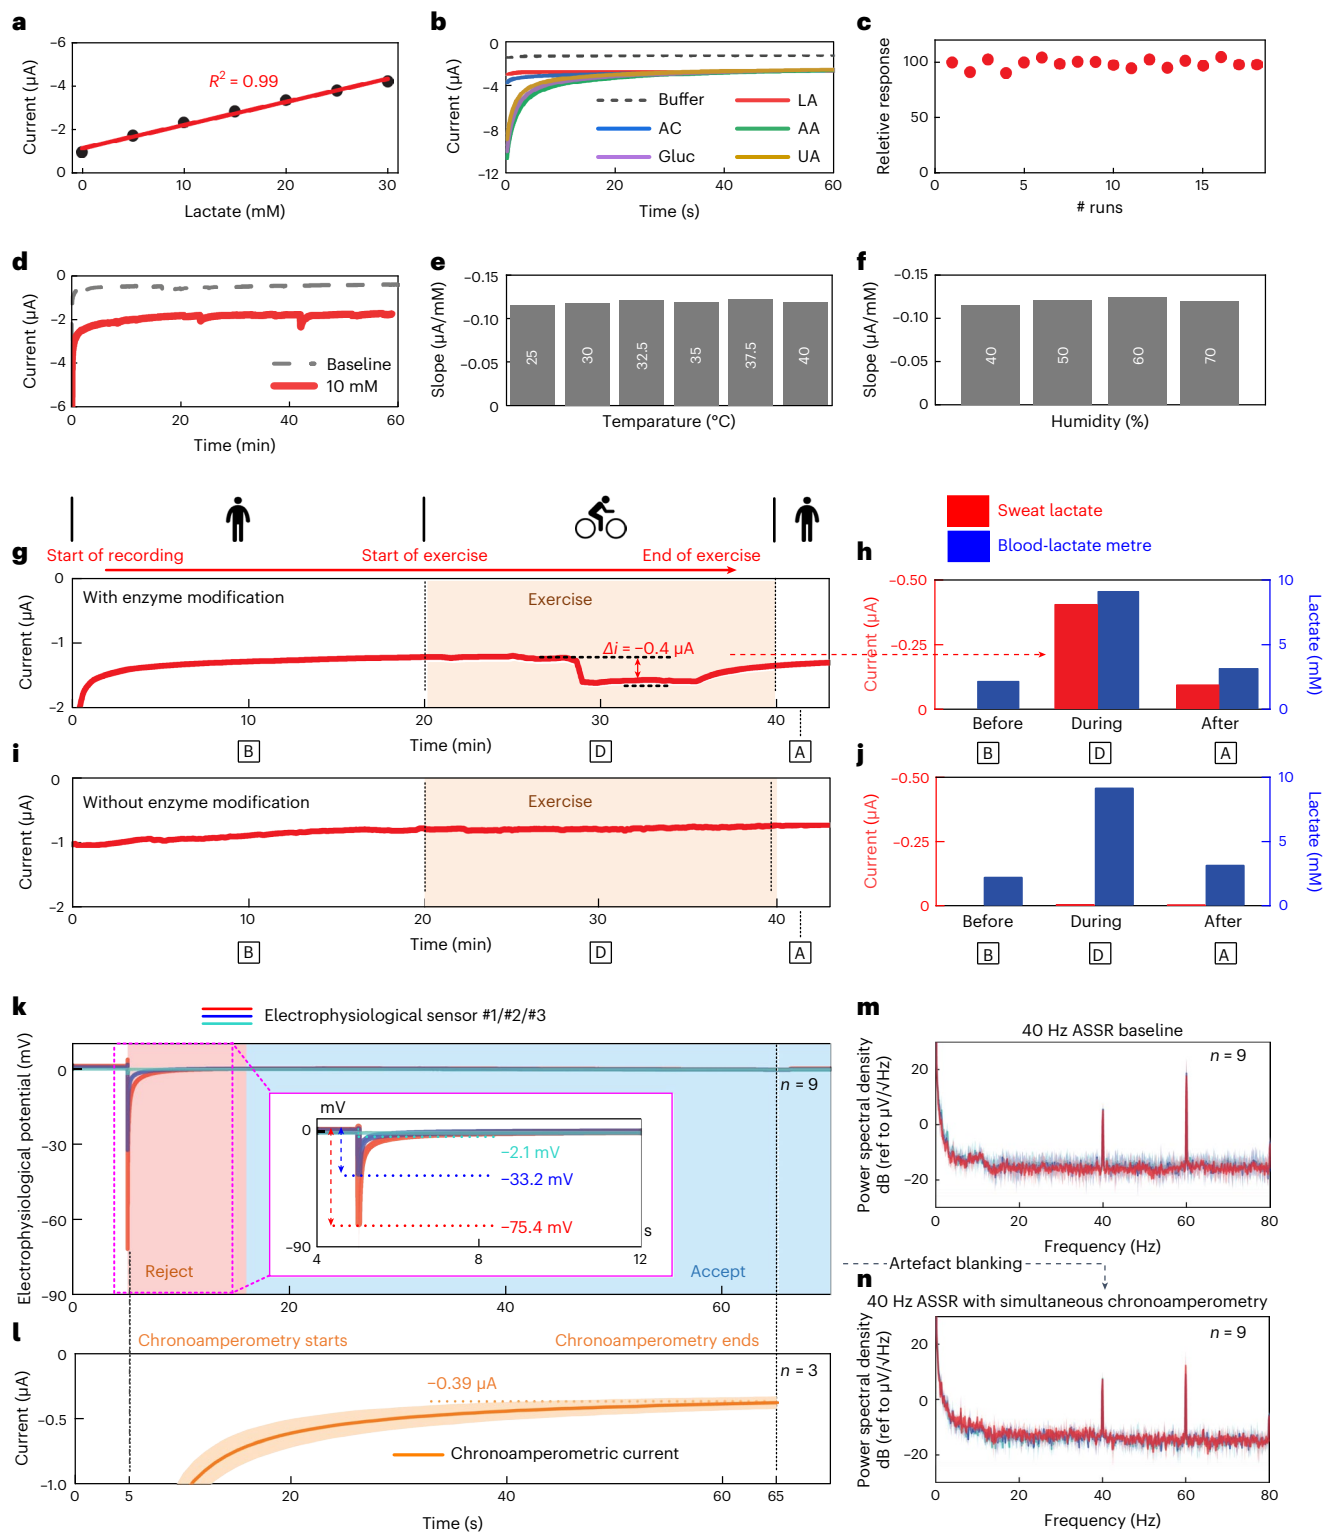 a
−6
−4
−2
0
Current (μA)
R² = 0.99
0
10
20
30
Lactate (mM)
b
0
−4
−8
−12
Current (μA)
Buffer
LA
AC
AA
Gluc
UA
0
20
40
60
Time (s)
c
100
50
0
Reletive response
0
5
10
15
# runs
d
0
−2
−4
−6
Current (μA)
Baseline
10 mM
0
20
40
60
Time (min)
e
−0.15
−0.10
−0.05
0
Slope (μA/mM)
25
30
32.5
35
37.5
40
Temparature (°C)
f
−0.15
−0.10
−0.05
0
Slope (μA/mM)
40
50
60
70
Humidity (%)
g
Start of recording
Start of exercise
End of exercise
0
−1
−2
Current (μA)
With enzyme modification
Exercise
Δi = −0.4 μA
0
10
20
30
40
Time (min)
B
D
A
h
Sweat lactate
Blood-lactate metre
−0.50
−0.25
0
Current (μA)
10
5
0
Lactate (mM)
Before
During
After
B
D
A
i
0
−1
−2
Current (μA)
Without enzyme modification
Exercise
0
10
20
30
40
Time (min)
B
D
A
j
−0.50
−0.25
0
Current (μA)
10
5
0
Lactate (mM)
Before
During
After
B
D
A
k
Electrophysiological sensor #1/#2/#3
Electrophysiological potential (mV)
0
−30
−60
−90
n = 9
mV
0
−90
−2.1 mV
−33.2 mV
−75.4 mV
s
4
8
12
Reject
Accept
0
20
40
60
l
Chronoamperometry starts
Chronoamperometry ends
0
−0.5
−1.0
Current (μA)
n = 3
−0.39 μA
Chronoamperometric current
0
5
20
40
60
65
Time (s)
m
40 Hz ASSR baseline
n = 9
20
0
−20
Power spectral density
dB (ref to μV/√Hz)
0
20
40
60
80
Frequency (Hz)
Artefact blanking
n
40 Hz ASSR with simultaneous chronoamperometry
n = 9
20
0
−20
Power spectral density
dB (ref to μV/√Hz)
0
20
40
60
80
Frequency (Hz)